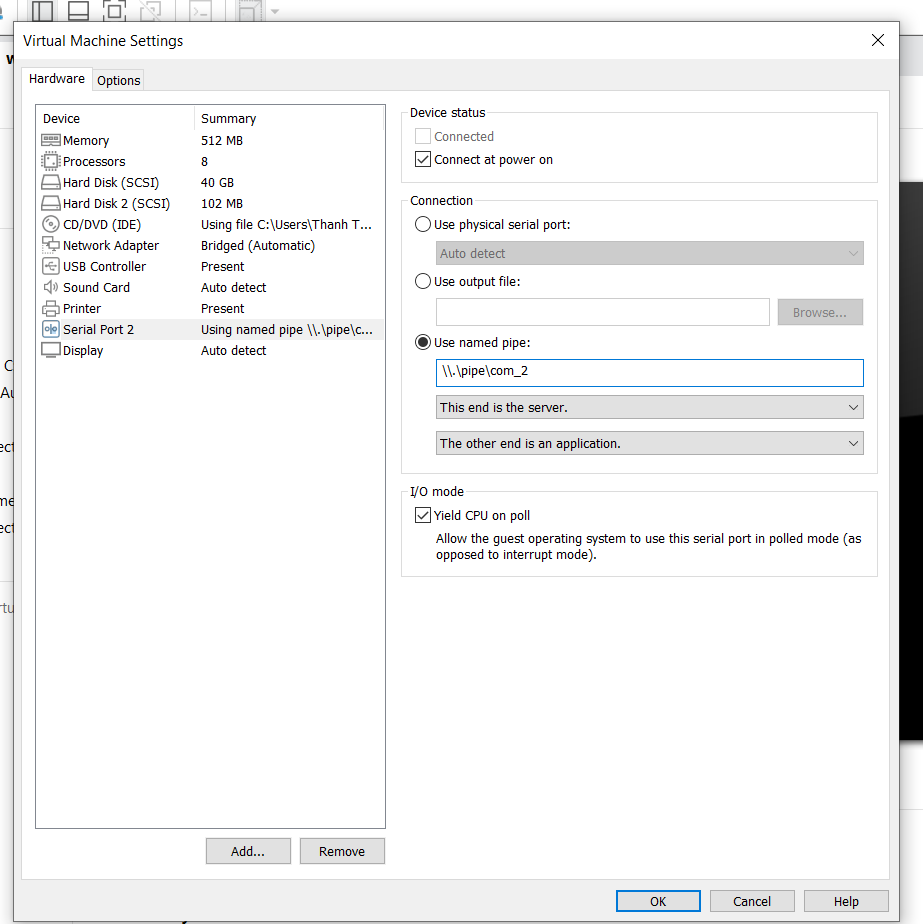 Virtual Machine Settings
Hardware
Options
Device Summary
Memory 512 MB
Processors 8
Hard Disk (SCSI) 40 GB
Hard Disk 2 (SCSI) 102 MB
CD/DVD (IDE) Using file C:\Users\Thanh T...
Network Adapter Bridged (Automatic)
USB Controller Present
Sound Card Auto detect
Printer Present
Serial Port 2 Using named pipe \\.\pipe\c...
Display Auto detect
Add...
Remove
Device status
Connected
Connect at power on
Connection
Use physical serial port:
Auto detect
Use output file:
Browse...
Use named pipe:
\\.\pipe\com_2
This end is the server.
The other end is an application.
I/O mode
Yield CPU on poll
Allow the guest operating system to use this serial port in polled mode (as
opposed to interrupt mode).
OK
Cancel
Help